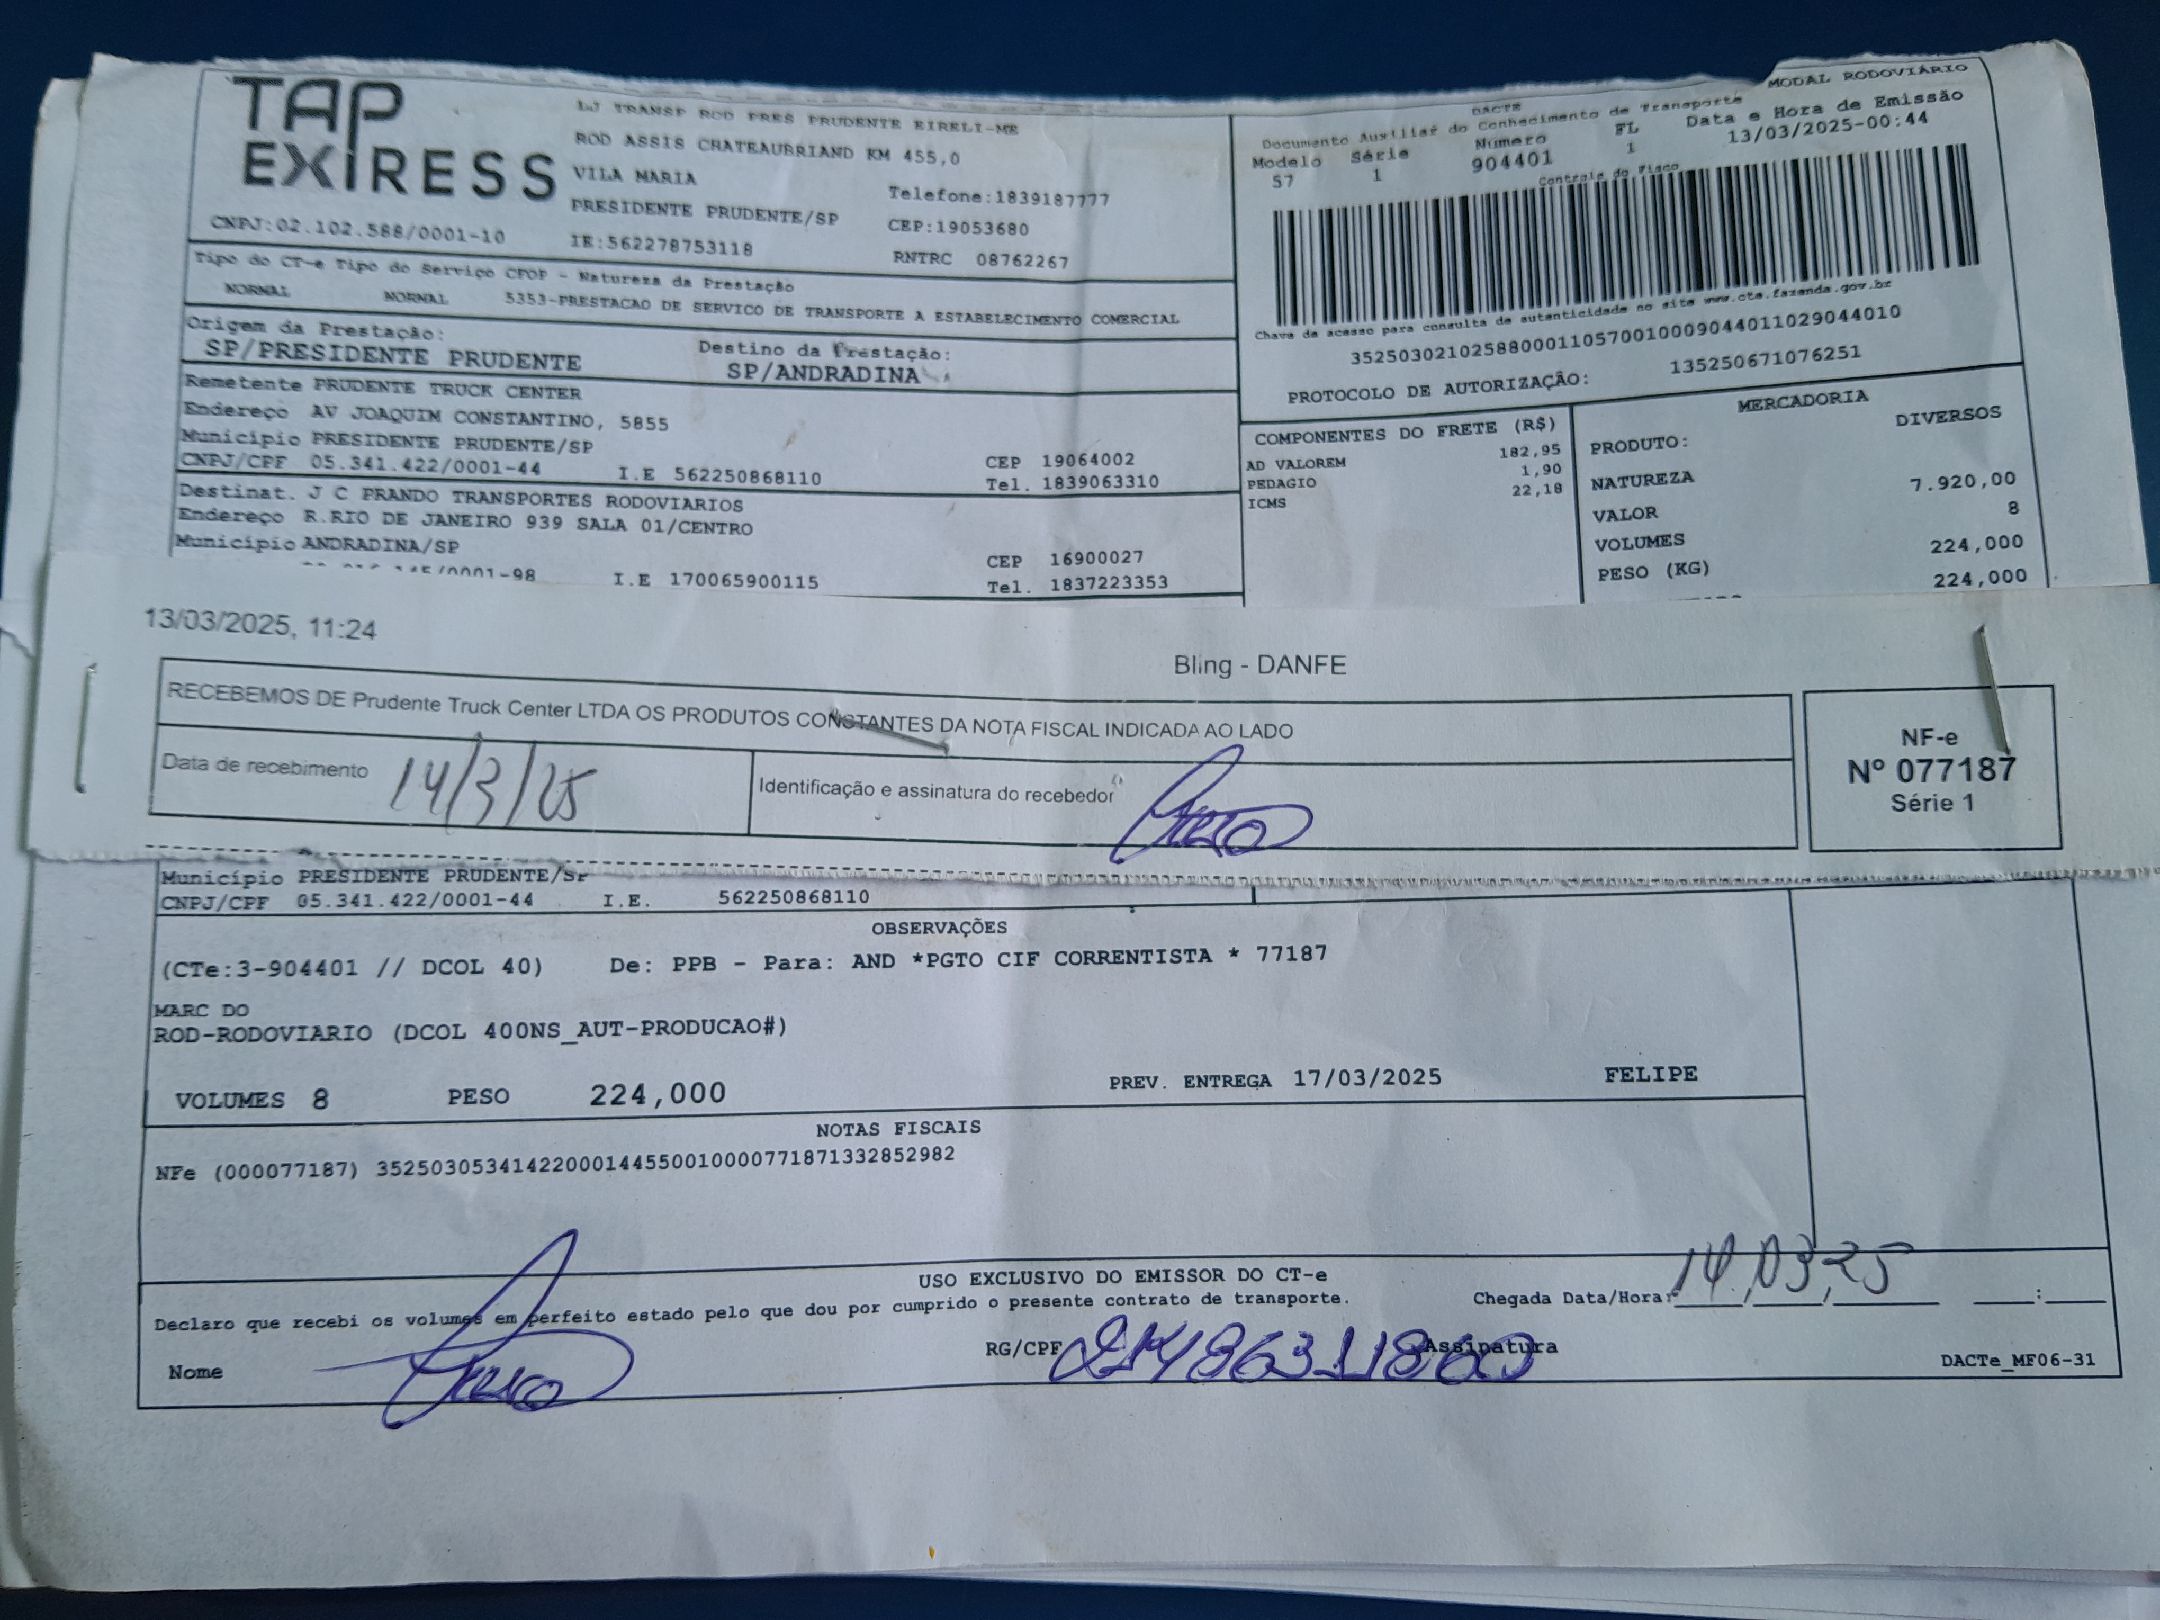 TAP
EXPRESS
LJ TRANSP ROD PRES PRUDENTE EIRELI-ME
ROD ASSIS CHATEAUBRIAND KM 455,0
VILA MARIA
PRESIDENTE PRUDENTE/SP
Telefone:1839187777
CEP:19053680
CNPJ:02.102.588/0001-10
IE:562278753118
RNTRC 08762267
Tipo do CT-e Tipo do Serviço CFOP - Natureza da Prestação
NORMAL NORMAL 5353-PRESTACAO DE SERVICO DE TRANSPORTE A ESTABELECIMENTO COMERCIAL
Origem da Prestação:
SP/PRESIDENTE PRUDENTE
Destino da Prestação:
SP/ANDRADINA
Remetente PRUDENTE TRUCK CENTER
Endereço AV JOAQUIM CONSTANTINO, 5855
Município PRESIDENTE PRUDENTE/SP
CEP 19064002
CNPJ/CPF 05.341.422/0001-44 I.E 562250868110
Tel. 1839063310
Destinat. J C PRANDO TRANSPORTES RODOVIARIOS
Endereço R.RIO DE JANEIRO 939 SALA 01/CENTRO
Município ANDRADINA/SP
CEP 16900027
/0001-98 I.E 170065900115
Tel. 1837223353
MODAL RODOVIÁRIO
DACTE
Documento Auxiliar do Conhecimento de Transporte
Modelo Série Número FL Data e Hora de Emissão
57 1 904401 1 13/03/2025-00:44
Controle do Fisco
Chave de acesso para consulta de autenticidade no site www.cte.fazenda.gov.br
35250302102588000110570010009044011029044010
PROTOCOLO DE AUTORIZAÇÃO: 135250671076251
COMPONENTES DO FRETE (R$)
AD VALOREM 182,95
PEDAGIO 1,90
ICMS 22,18
MERCADORIA
PRODUTO: DIVERSOS
NATUREZA
VALOR 7.920,00
VOLUMES 8
PESO (KG) 224,000
224,000
13/03/2025, 11:24
Bling - DANFE
RECEBEMOS DE Prudente Truck Center LTDA OS PRODUTOS CONSTANTES DA NOTA FISCAL INDICADA AO LADO
Data de recebimento 14/3/25
Identificação e assinatura do recebedor
NF-e
Nº 077187
Série 1
Município PRESIDENTE PRUDENTE/SP
CNPJ/CPF 05.341.422/0001-44 I.E. 562250868110
OBSERVAÇÕES
(CTe:3-904401 // DCOL 40) De: PPB - Para: AND *PGTO CIF CORRENTISTA * 77187
MARC DO
ROD-RODOVIARIO (DCOL 400NS_AUT-PRODUCAO#)
VOLUMES 8 PESO 224,000 PREV. ENTREGA 17/03/2025 FELIPE
NOTAS FISCAIS
NFe (000077187) 35250305341422000144550010000771871332852982
USO EXCLUSIVO DO EMISSOR DO CT-e
Declaro que recebi os volumes em perfeito estado pelo que dou por cumprido o presente contrato de transporte.
Chegada Data/Hora: 14,03,25
Nome
RG/CPF 21486311860
Assinatura
DACTe_MF06-31